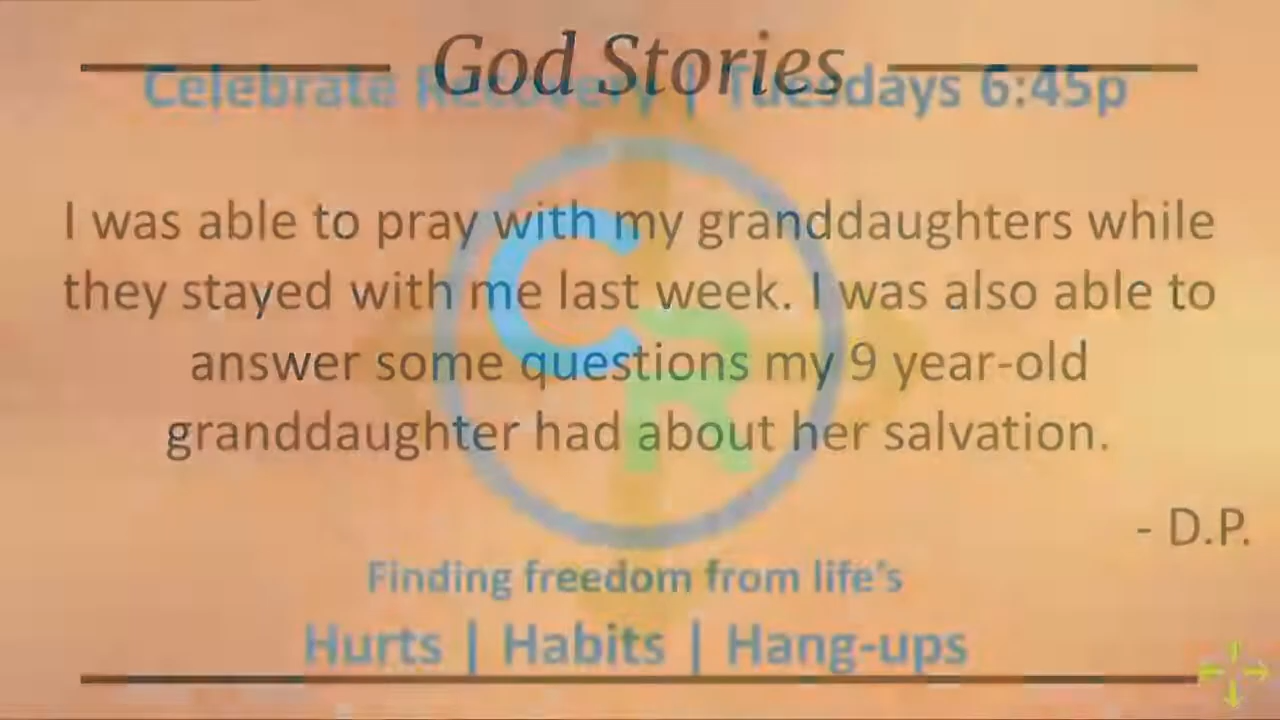 God Stories
Celebrate Recovery | Tuesdays 6:45p
I was able to pray with my granddaughters while
they stayed with me last week. I was also able to
answer some questions my 9 year-old
granddaughter had about her salvation.
- D.P.
CR
Finding freedom from life's
Hurts | Habits | Hang-ups